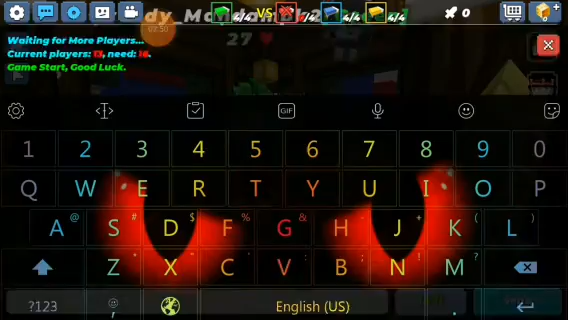 4/4 VS 4/4 4/4 4/4 0
Waiting for More Players...
Current players: 13, need: 16.
Game Start, Good Luck.
27
GIF
1 2 3 4 5 6 7 8 9 0
Q W E R T Y U I O P
A @ S # D $ F % G & H - J + K ( L )
Z X C V B N M
?123 , English (US) .